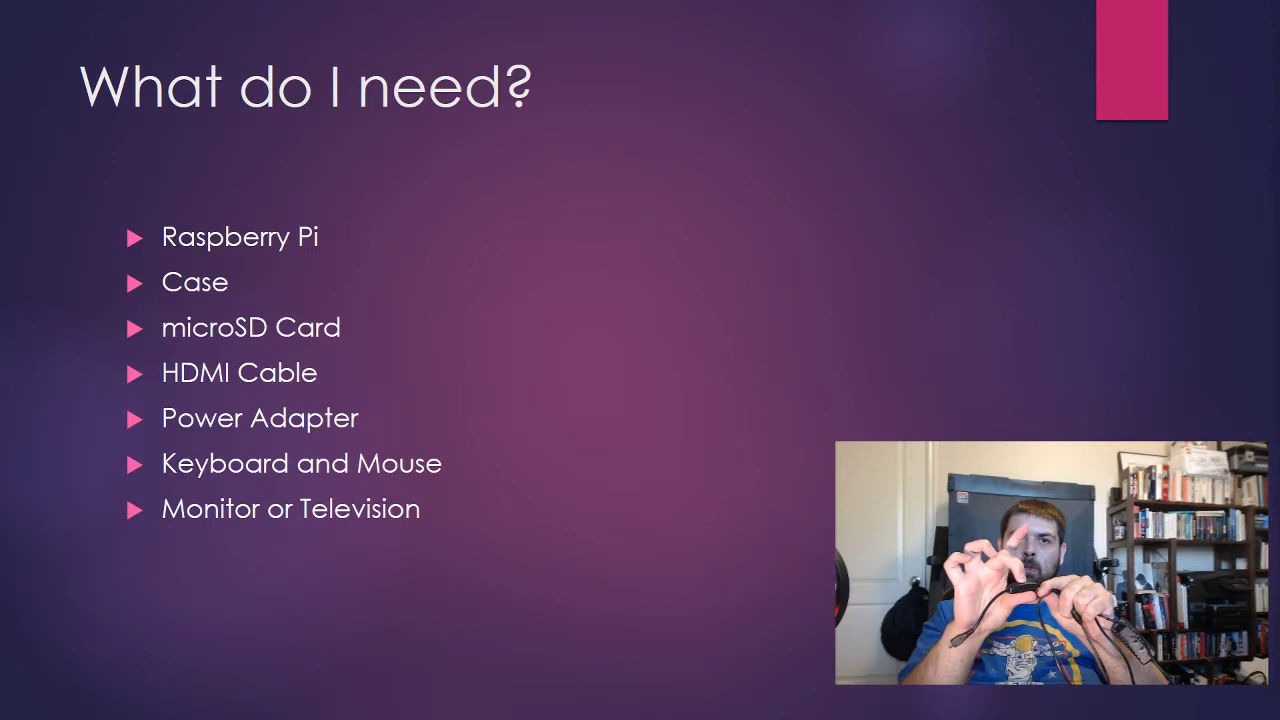 What do I need?
Raspberry Pi
Case
microSD Card
HDMI Cable
Power Adapter
Keyboard and Mouse
Monitor or Television